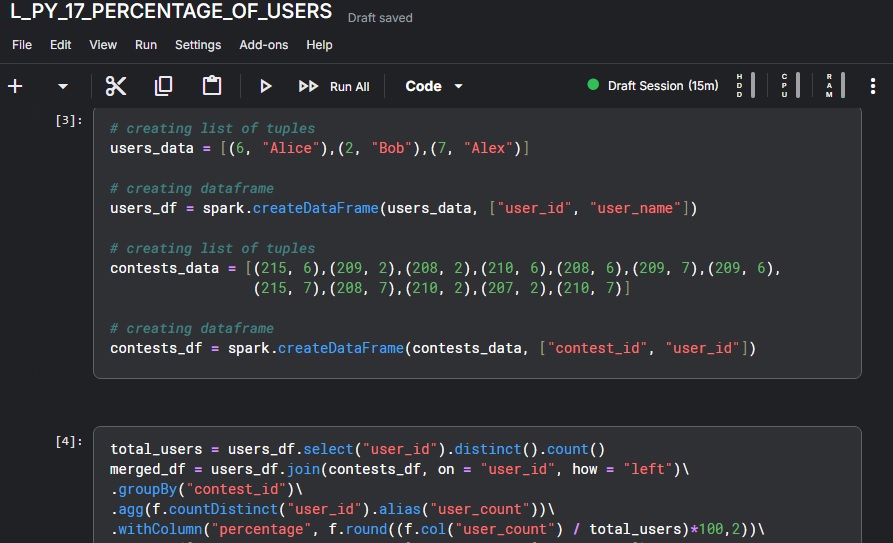 L_PY_17_PERCENTAGE_OF_USERS Draft saved
File Edit View Run Settings Add-ons Help
Run All Code Draft Session (15m) HDD CPU RAM
[3]:
# creating list of tuples
users_data = [(6, "Alice"),(2, "Bob"),(7, "Alex")]
# creating dataframe
users_df = spark.createDataFrame(users_data, ["user_id", "user_name"])
# creating list of tuples
contests_data = [(215, 6),(209, 2),(208, 2),(210, 6),(208, 6),(209, 7),(209, 6),
(215, 7),(208, 7),(210, 2),(207, 2),(210, 7)]
# creating dataframe
contests_df = spark.createDataFrame(contests_data, ["contest_id", "user_id"])
[4]:
total_users = users_df.select("user_id").distinct().count()
merged_df = users_df.join(contests_df, on = "user_id", how = "left")\
.groupBy("contest_id")\
.agg(f.countDistinct("user_id").alias("user_count"))\
.withColumn("percentage", f.round((f.col("user_count") / total_users)*100,2))\